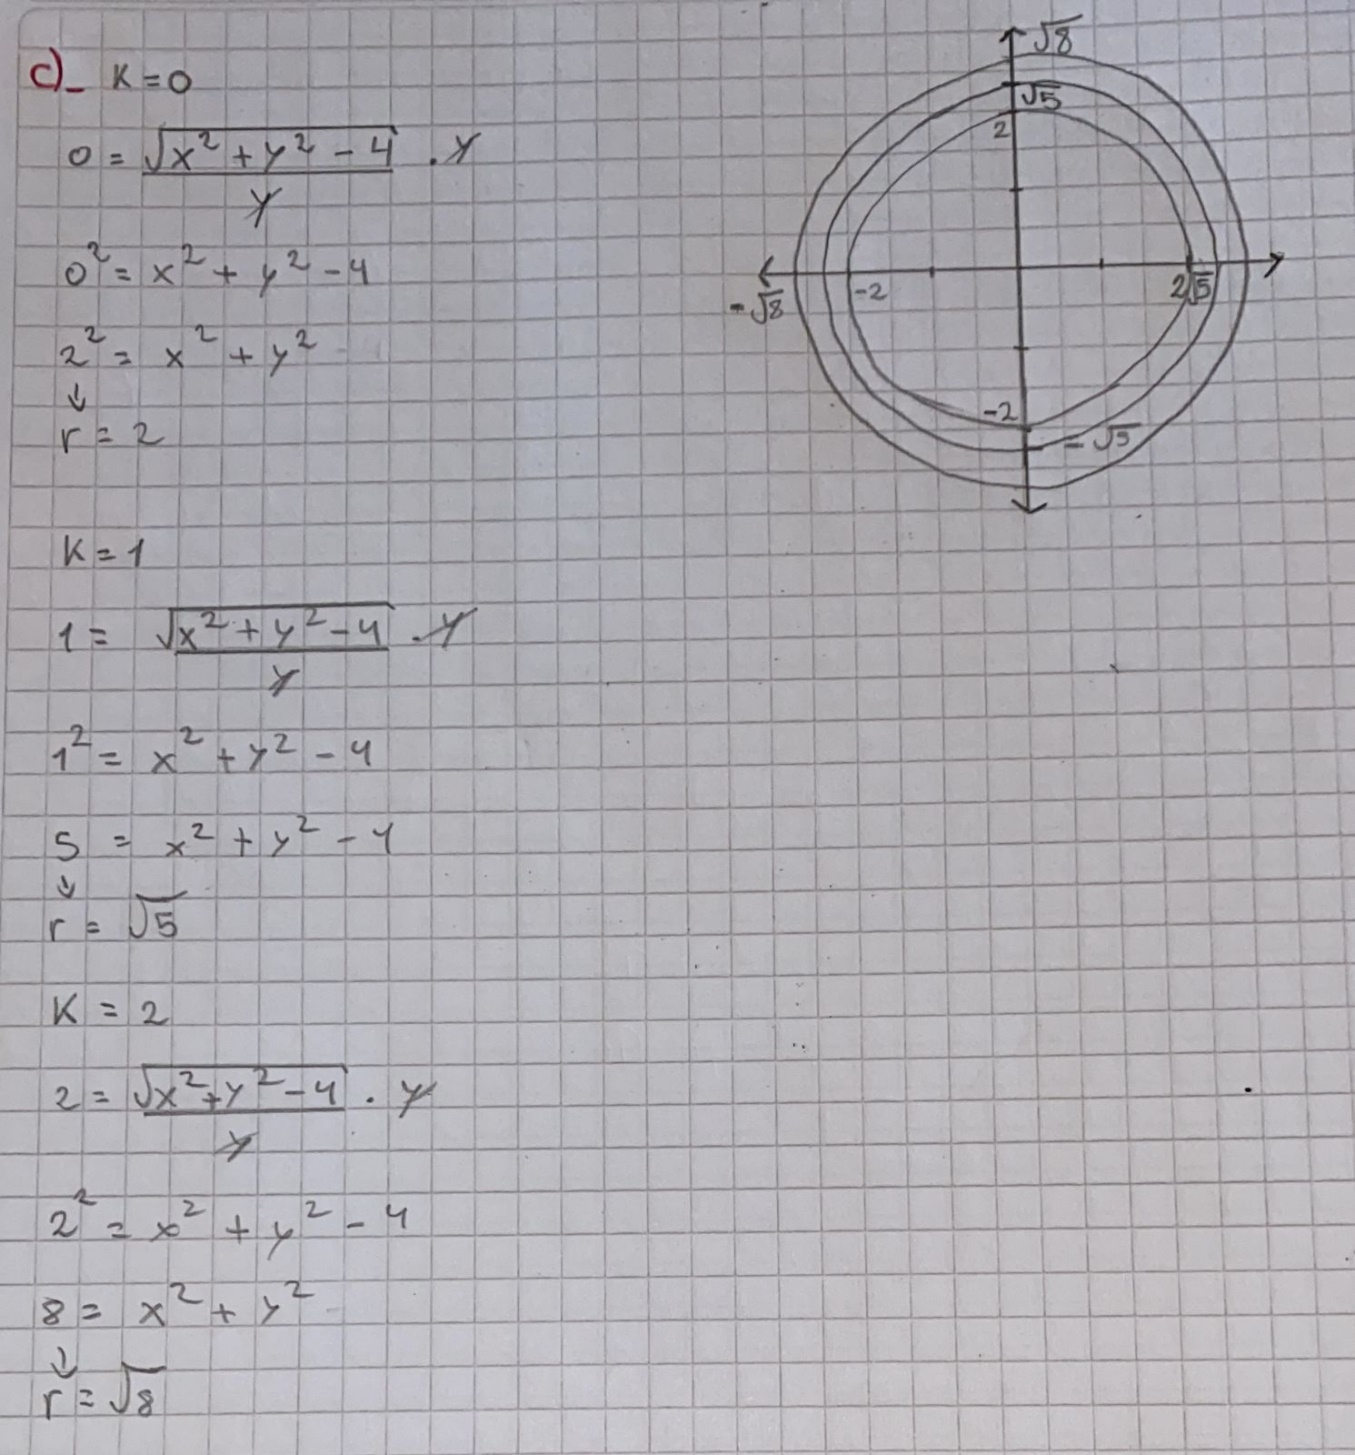 c)_ K=0
0 = √(x² + y² - 4) / y . y
0² = x² + y² - 4
2² = x² + y²
↓
r = 2
K = 1
1 = √(x² + y² - 4) / y . y
1² = x² + y² - 4
5 = x² + y² - 4
↓
r = √5
K = 2
2 = √(x² + y² - 4) / y . y
2² = x² + y² - 4
8 = x² + y²
↓
r = √8
√8
√5
2
-√8 -2 2 √5
-2
-√5